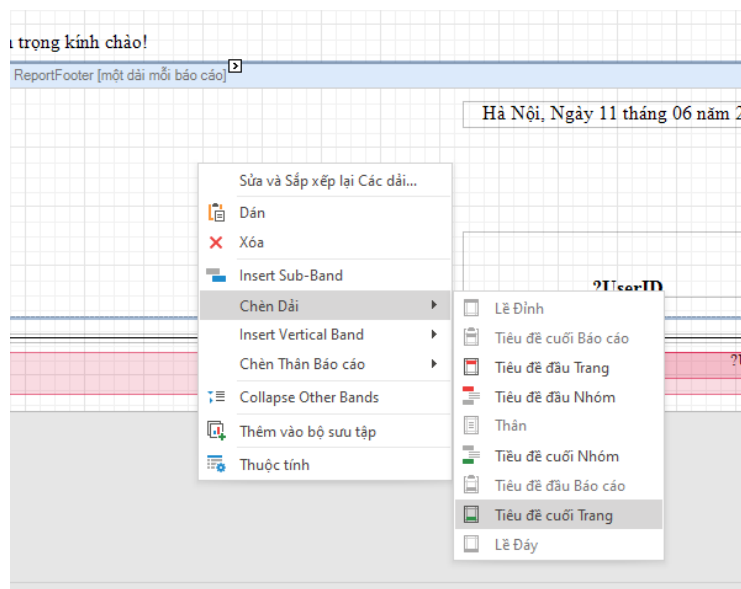 trọng kính chào!
ReportFooter [một dải mỗi báo cáo]
Hà Nội, Ngày 11 tháng 06 năm 2
Sửa và Sắp xếp lại Các dải...
Dán
Xóa
?UserID
Insert Sub-Band
Chèn Dải
Insert Vertical Band
Chèn Thân Báo cáo
Collapse Other Bands
Thêm vào bộ sưu tập
Thuộc tính
Lề Đỉnh
Tiêu đề cuối Báo cáo
Tiêu đề đầu Trang
Tiêu đề đầu Nhóm
Thân
Tiêu đề cuối Nhóm
Tiêu đề đầu Báo cáo
Tiêu đề cuối Trang
Lề Đáy